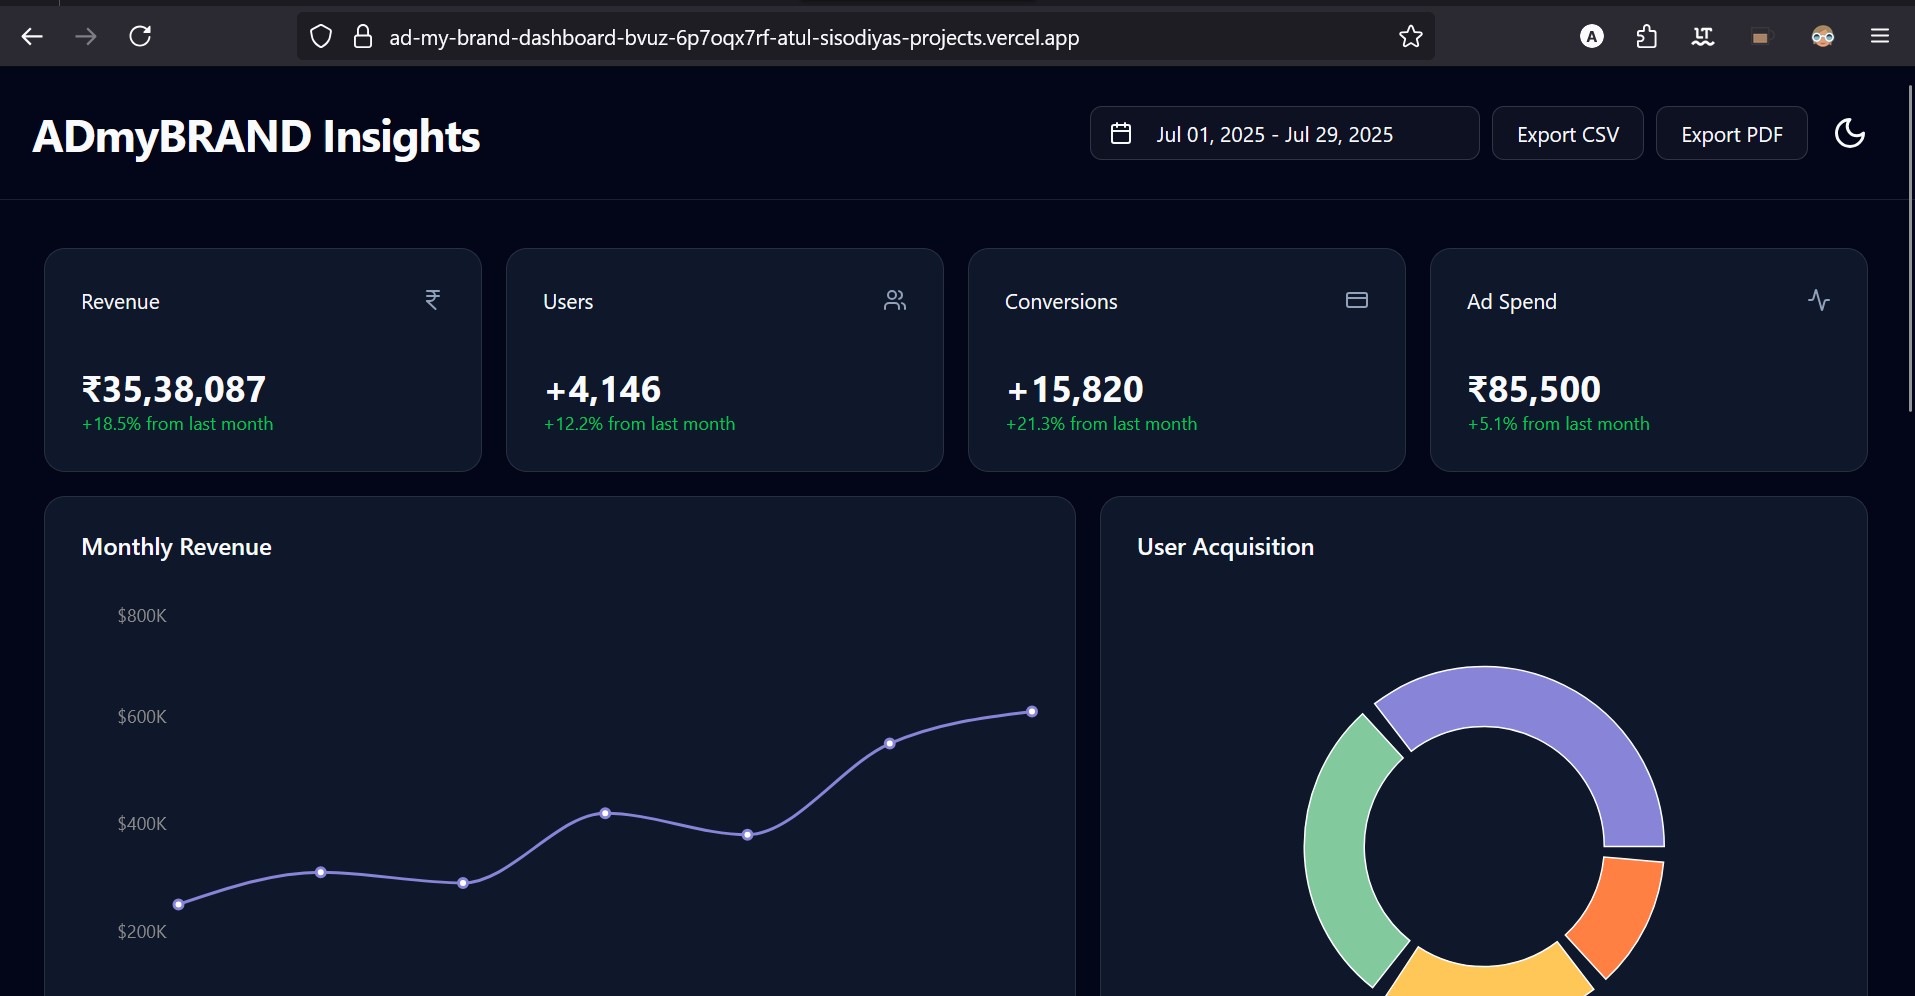 ad-my-brand-dashboard-bvuz-6p7oqx7rf-atul-sisodiyas-projects.vercel.app
A
LT
ADmyBRAND Insights
Jul 01, 2025 - Jul 29, 2025
Export CSV
Export PDF
Revenue
₹
₹35,38,087
+18.5% from last month
Users
+4,146
+12.2% from last month
Conversions
+15,820
+21.3% from last month
Ad Spend
₹85,500
+5.1% from last month
Monthly Revenue
$800K
$600K
$400K
$200K
User Acquisition